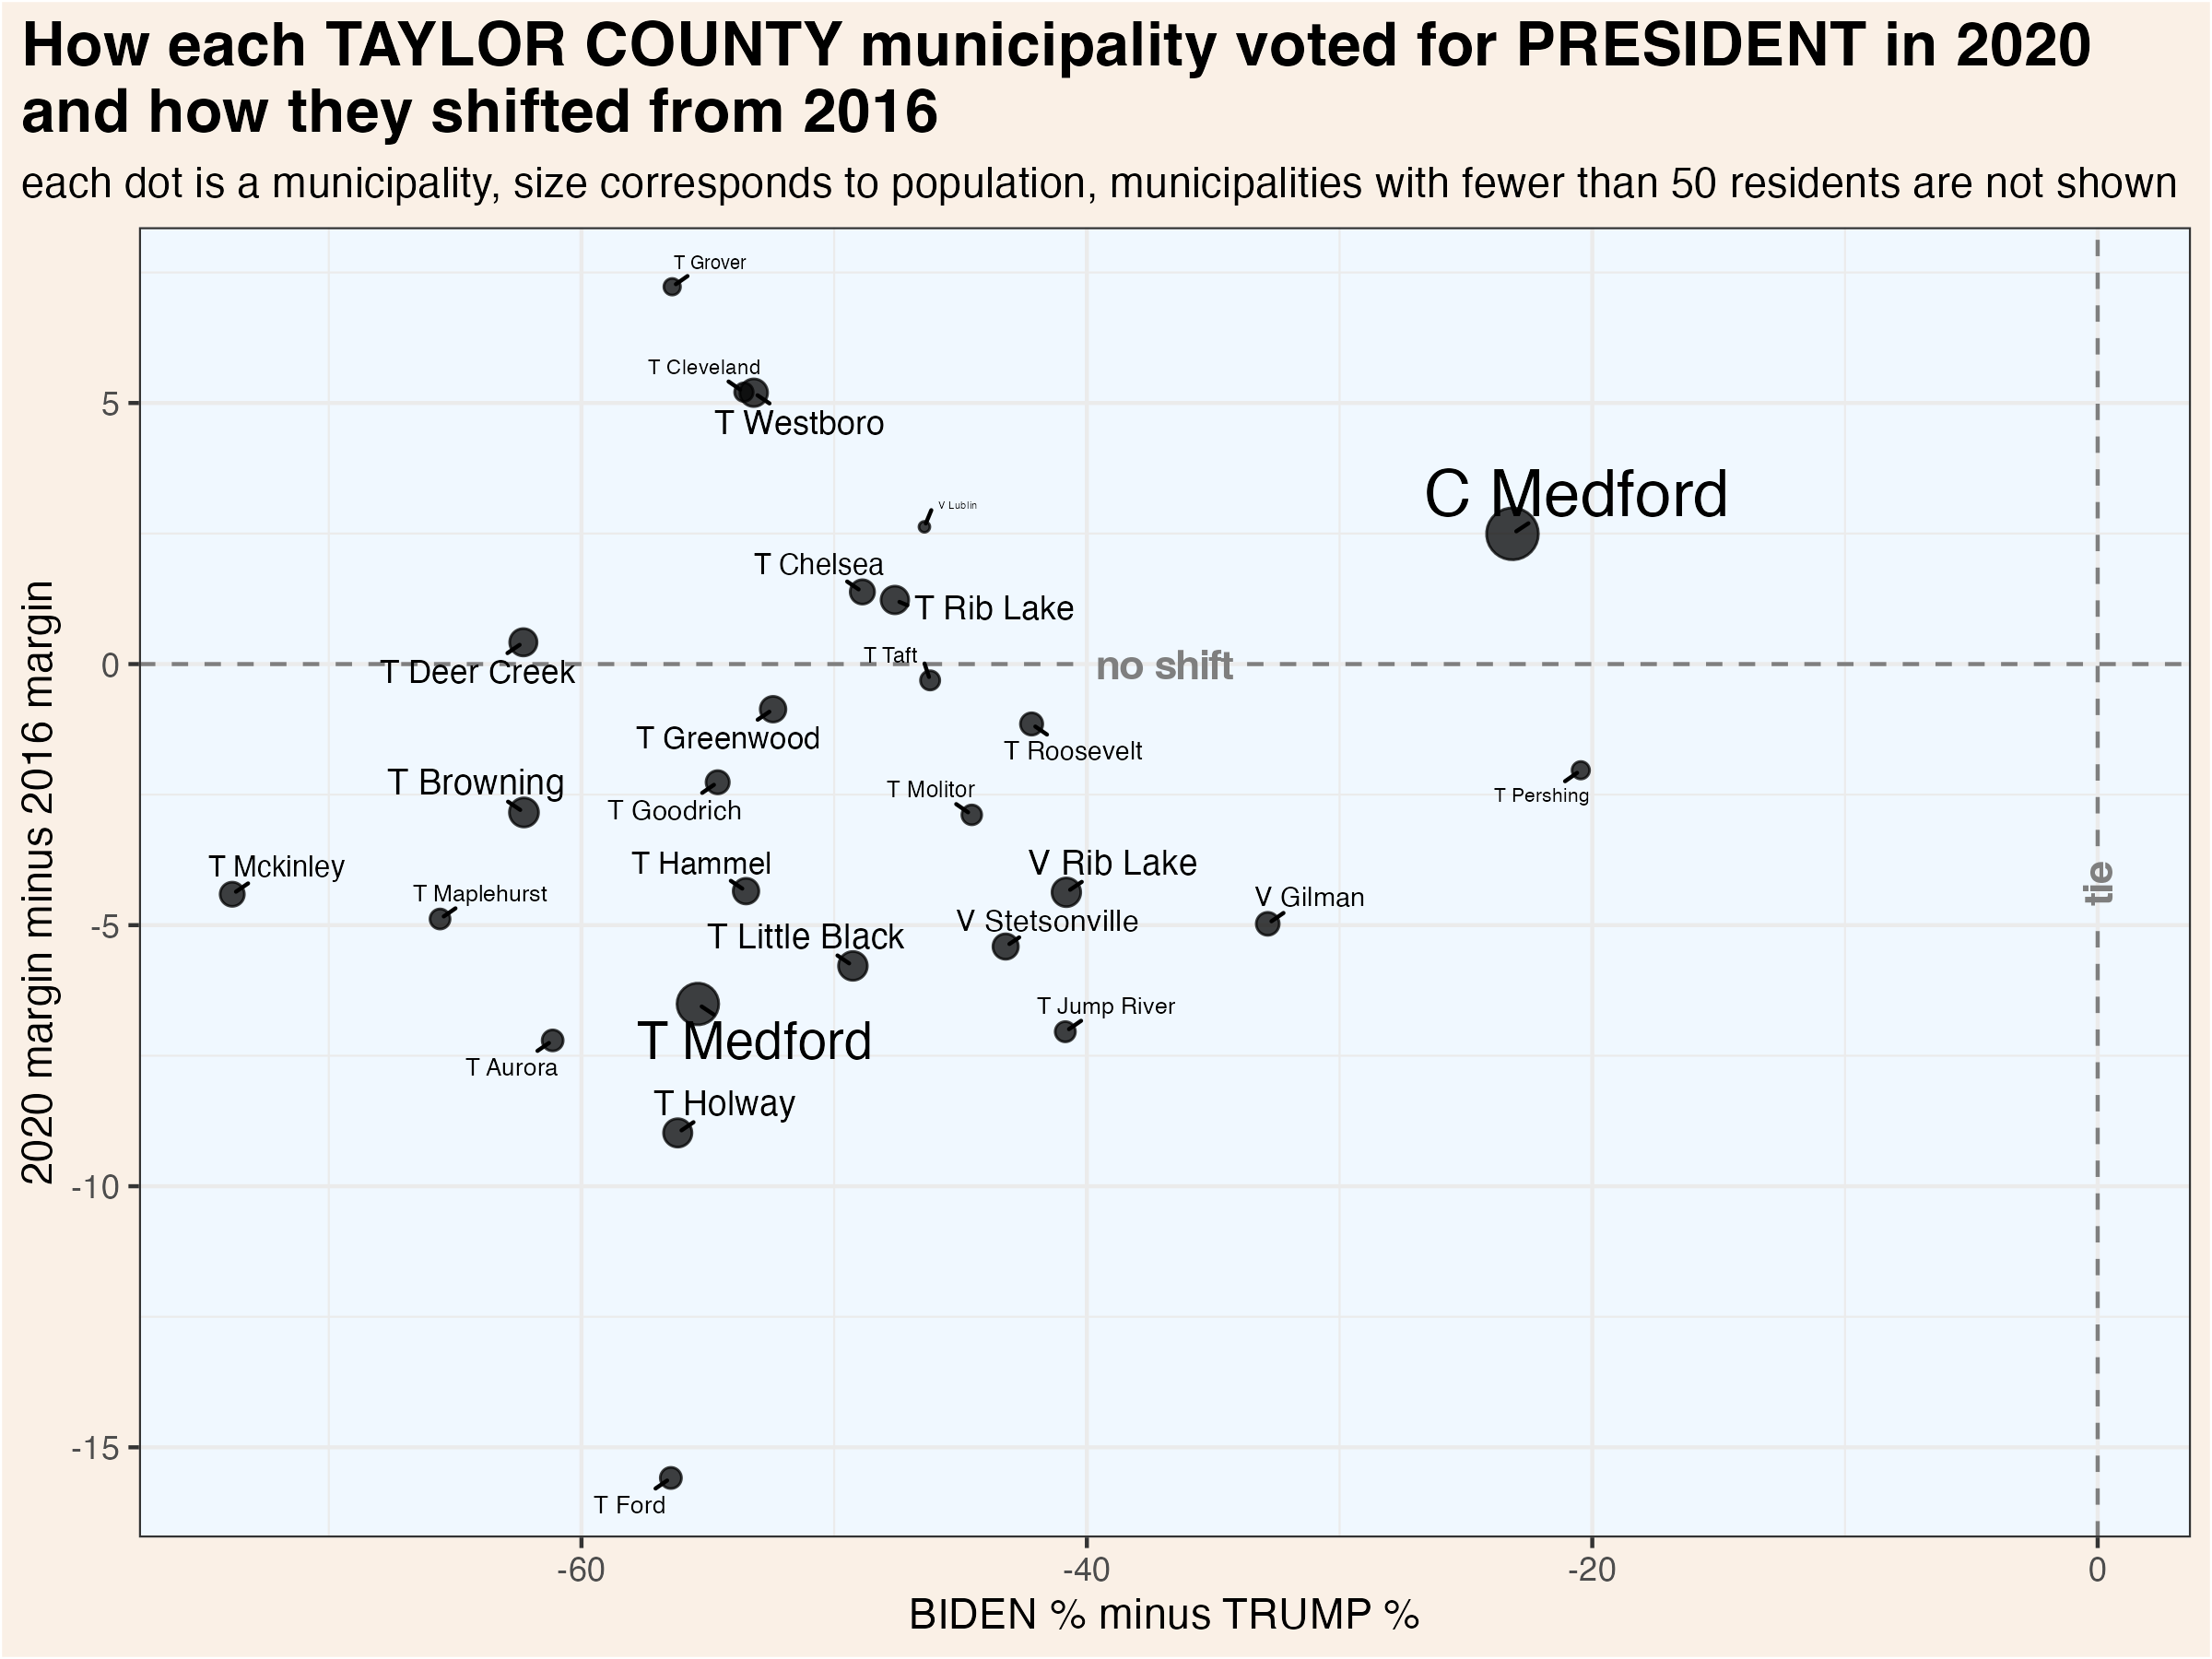 How each TAYLOR COUNTY municipality voted for PRESIDENT in 2020
and how they shifted from 2016
each dot is a municipality, size corresponds to population, municipalities with fewer than 50 residents are not shown
T Grover
T Cleveland
5
T Westboro
C Medford
V Lublin
T Chelsea
T Rib Lake
T Taft
0
no shift
T Deer Creek
T Greenwood
T Roosevelt
T Browning
T Molitor
T Pershing
T Goodrich
T Mckinley
T Hammel
V Rib Lake
tie
T Maplehurst
V Gilman
-5
V Stetsonville
T Little Black
T Jump River
T Medford
T Aurora
T Holway
-10
-15
T Ford
2020 margin minus 2016 margin
-60
-40
-20
0
BIDEN % minus TRUMP %